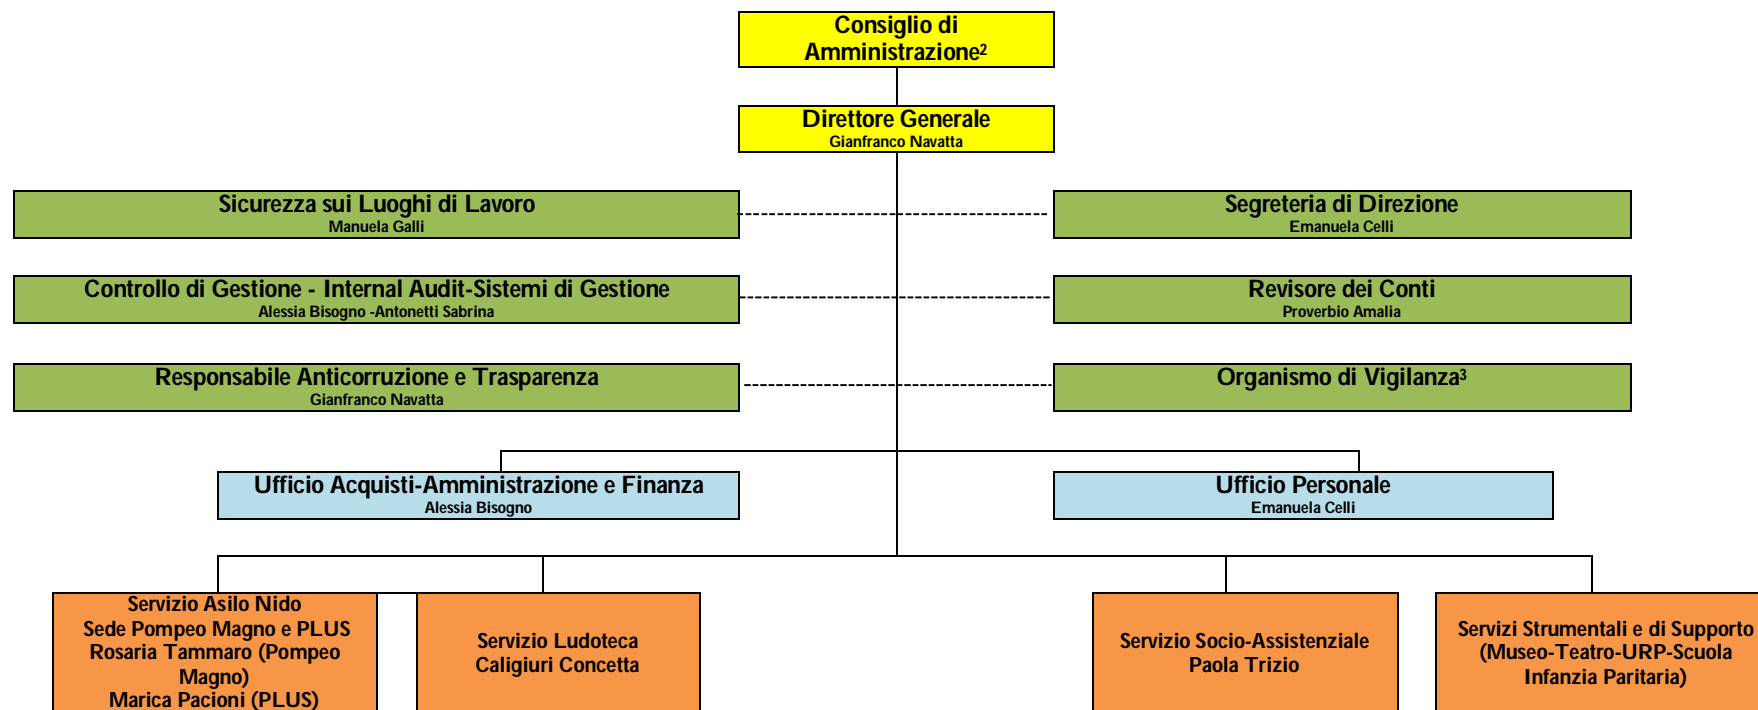 Consiglio di
Amministrazione²
Direttore Generale
Gianfranco Navatta
Sicurezza sui Luoghi di Lavoro
Manuela Galli
Segreteria di Direzione
Emanuela Celli
Controllo di Gestione - Internal Audit-Sistemi di Gestione
Alessia Bisogno -Antonetti Sabrina
Revisore dei Conti
Proverbio Amalia
Responsabile Anticorruzione e Trasparenza
Gianfranco Navatta
Organismo di Vigilanza³
Ufficio Acquisti-Amministrazione e Finanza
Alessia Bisogno
Ufficio Personale
Emanuela Celli
Servizio Asilo Nido
Sede Pompeo Magno e PLUS
Rosaria Tammaro (Pompeo
Magno)
Marica Pacioni (PLUS)
Servizio Ludoteca
Caligiuri Concetta
Servizio Socio-Assistenziale
Paola Trizio
Servizi Strumentali e di Supporto
(Museo-Teatro-URP-Scuola
Infanzia Paritaria)